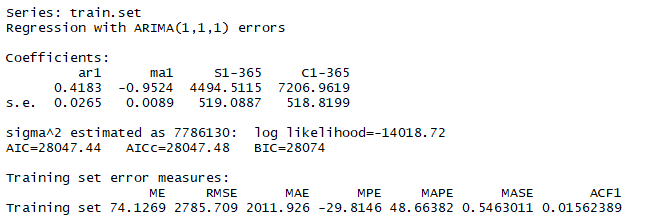 Series: train.set
Regression with ARIMA(1,1,1) errors
Coefficients:
ar1 ma1 S1-365 C1-365
0.4183 -0.9524 4494.5115 7206.9619
s.e. 0.0265 0.0089 519.0887 518.8199
sigma^2 estimated as 7786130: log likelihood=-14018.72
AIC=28047.44 AICc=28047.48 BIC=28074
Training set error measures:
ME RMSE MAE MPE MAPE MASE ACF1
Training set 74.1269 2785.709 2011.926 -29.8146 48.66382 0.5463011 0.01562389